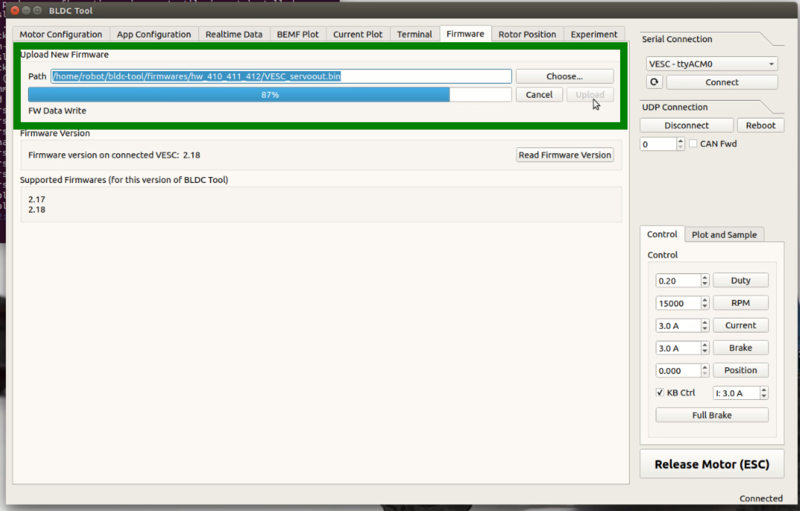 BLDC Tool
Motor Configuration App Configuration Realtime Data BEMF Plot Current Plot Terminal Firmware Rotor Position Experiment
Upload New Firmware
Path /home/robot/bldc-tool/firmwares/hw_410_411_412/VESC_servoout.bin Choose...
87% Cancel Upload
FW Data Write
Firmware Version
Firmware version on connected VESC: 2.18 Read Firmware Version
Supported Firmwares (for this version of BLDC Tool)
2.17
2.18
Serial Connection
VESC - ttyACM0
Connect
UDP Connection
Disconnect Reboot
0 CAN Fwd
Control Plot and Sample
Control
0.20 Duty
15000 RPM
3.0 A Current
3.0 A Brake
0.000 Position
KB Ctrl I: 3.0 A
Full Brake
Release Motor (ESC)
Connected